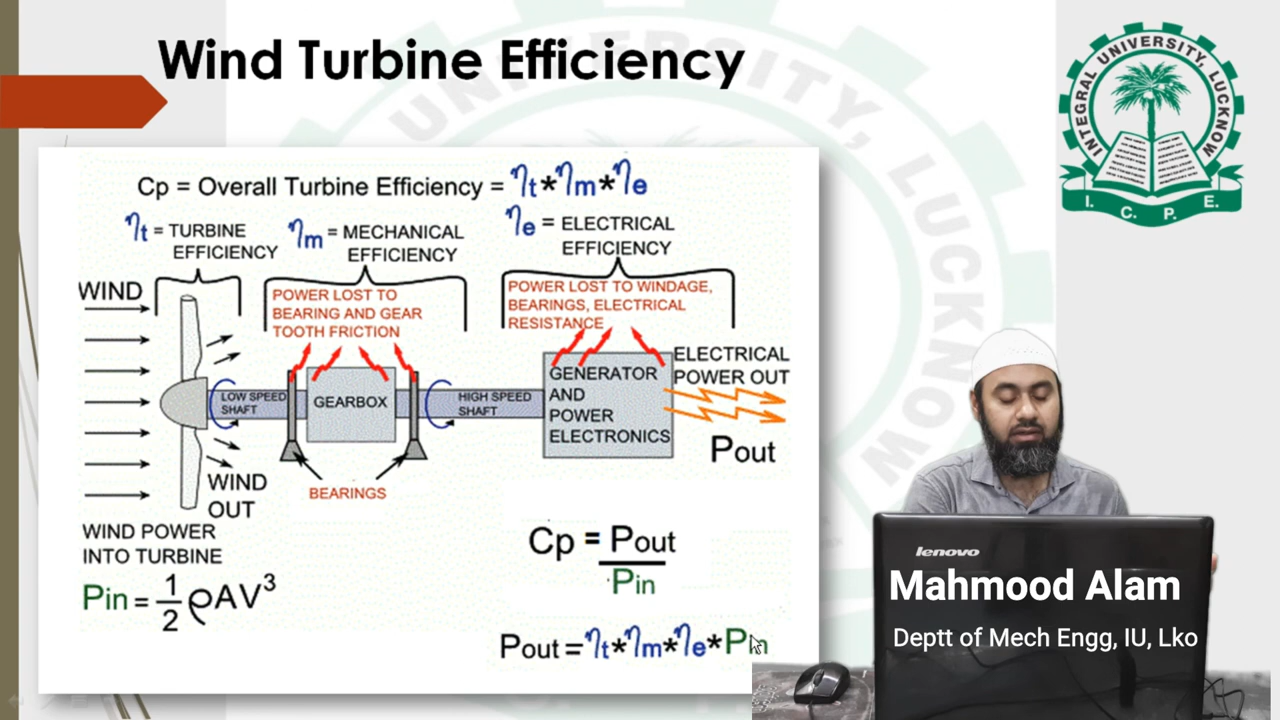 Wind Turbine Efficiency
INTEGRAL UNIVERSITY, LUCKNOW
I. C. P. E.
Cp = Overall Turbine Efficiency = ηt*ηm*ηe
ηt = TURBINE
EFFICIENCY
ηm = MECHANICAL
EFFICIENCY
ηe = ELECTRICAL
EFFICIENCY
WIND
POWER LOST TO
BEARING AND GEAR
TOOTH FRICTION
POWER LOST TO WINDAGE,
BEARINGS, ELECTRICAL
RESISTANCE
LOW SPEED
SHAFT
GEARBOX
HIGH SPEED
SHAFT
GENERATOR
AND
POWER
ELECTRONICS
ELECTRICAL
POWER OUT
Pout
WIND
OUT
BEARINGS
WIND POWER
INTO TURBINE
Pin = 1/2 ρAV³
Cp = Pout
Pin
Pout = ηt*ηm*ηe*Pin
lenovo
Mahmood Alam
Deptt of Mech Engg, IU, Lko
UNIVERSITY, LUCKNOW